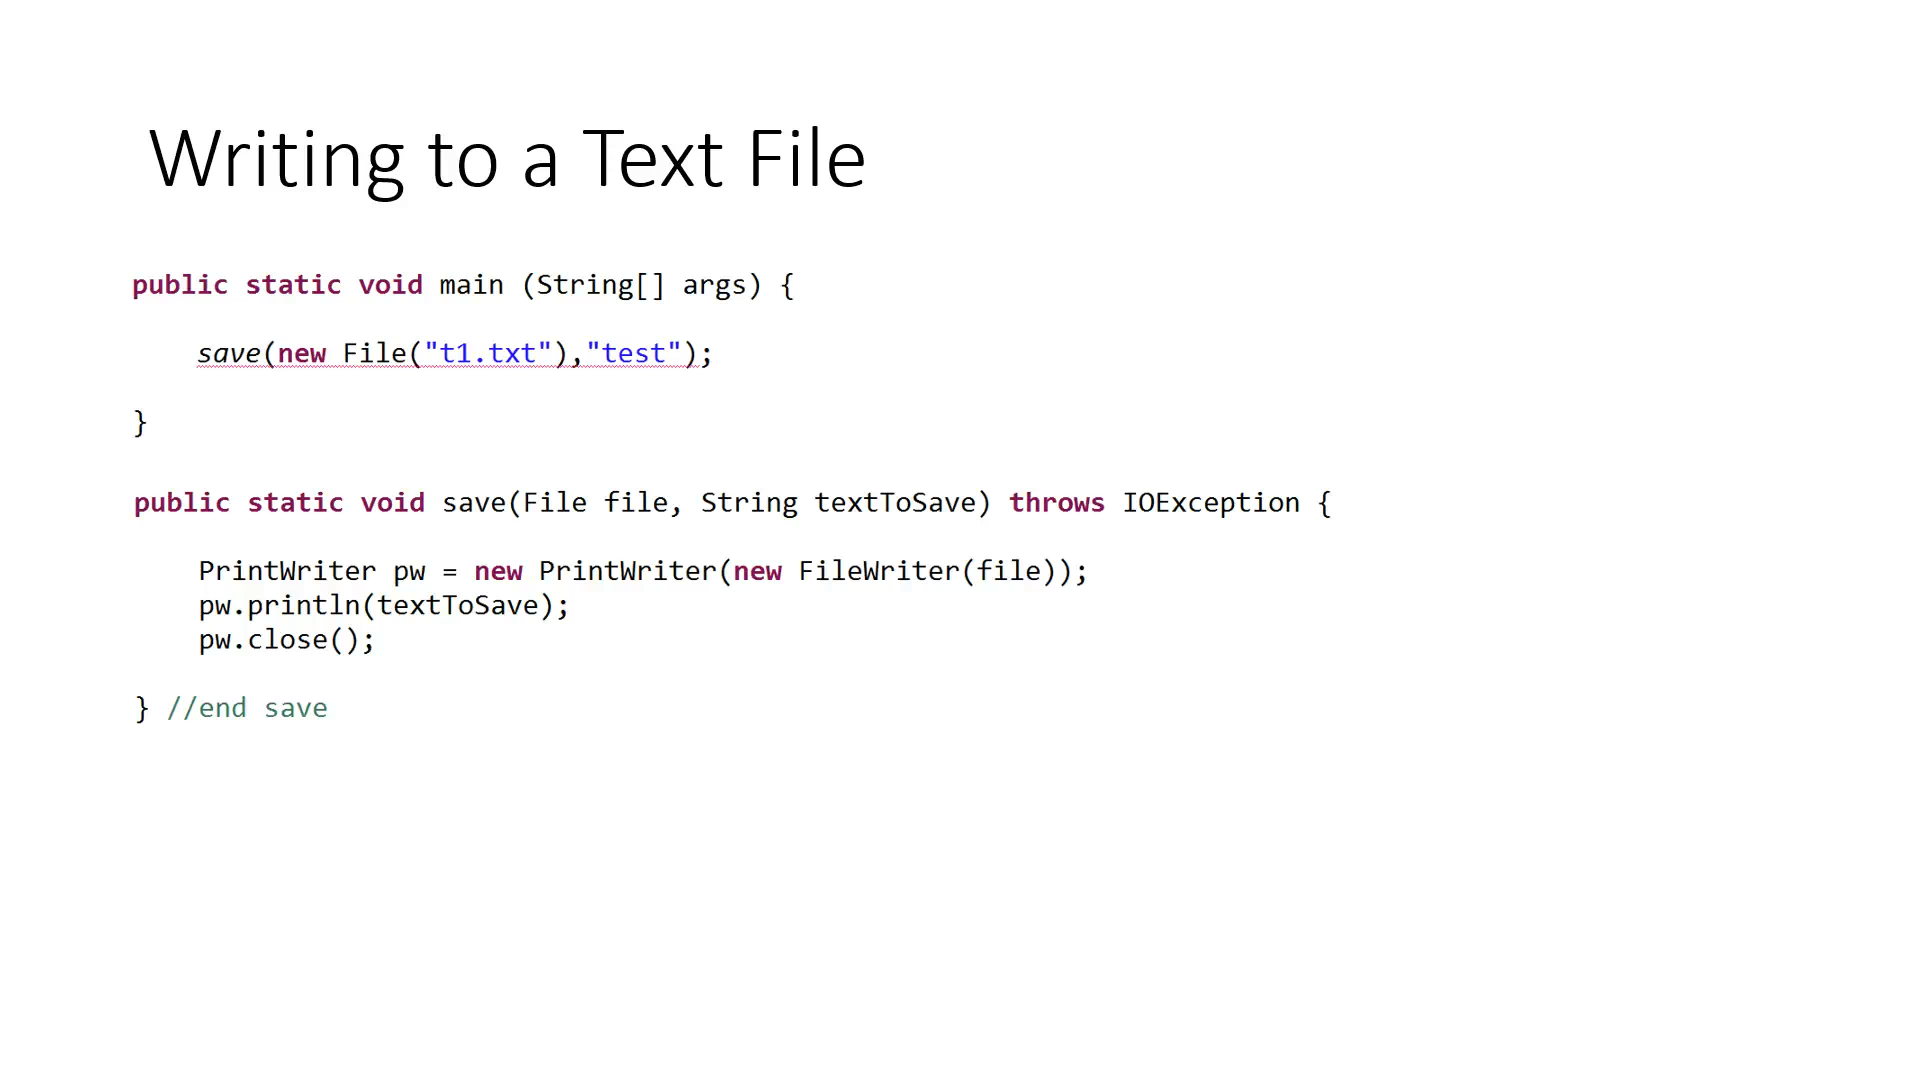 Writing to a Text File
public static void main (String[] args) {
save(new File("t1.txt"),"test");
}
public static void save(File file, String textToSave) throws IOException {
PrintWriter pw = new PrintWriter(new FileWriter(file));
pw.println(textToSave);
pw.close();
} //end save